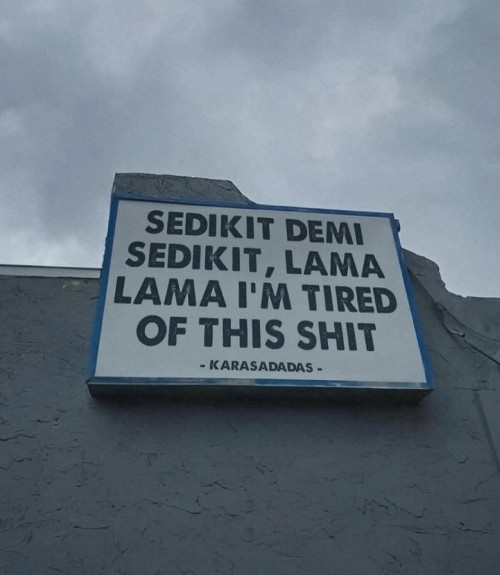 SEDIKIT DEMI
SEDIKIT, LAMA
LAMA I'M TIRED
OF THIS SHIT
- KARASADADAS -